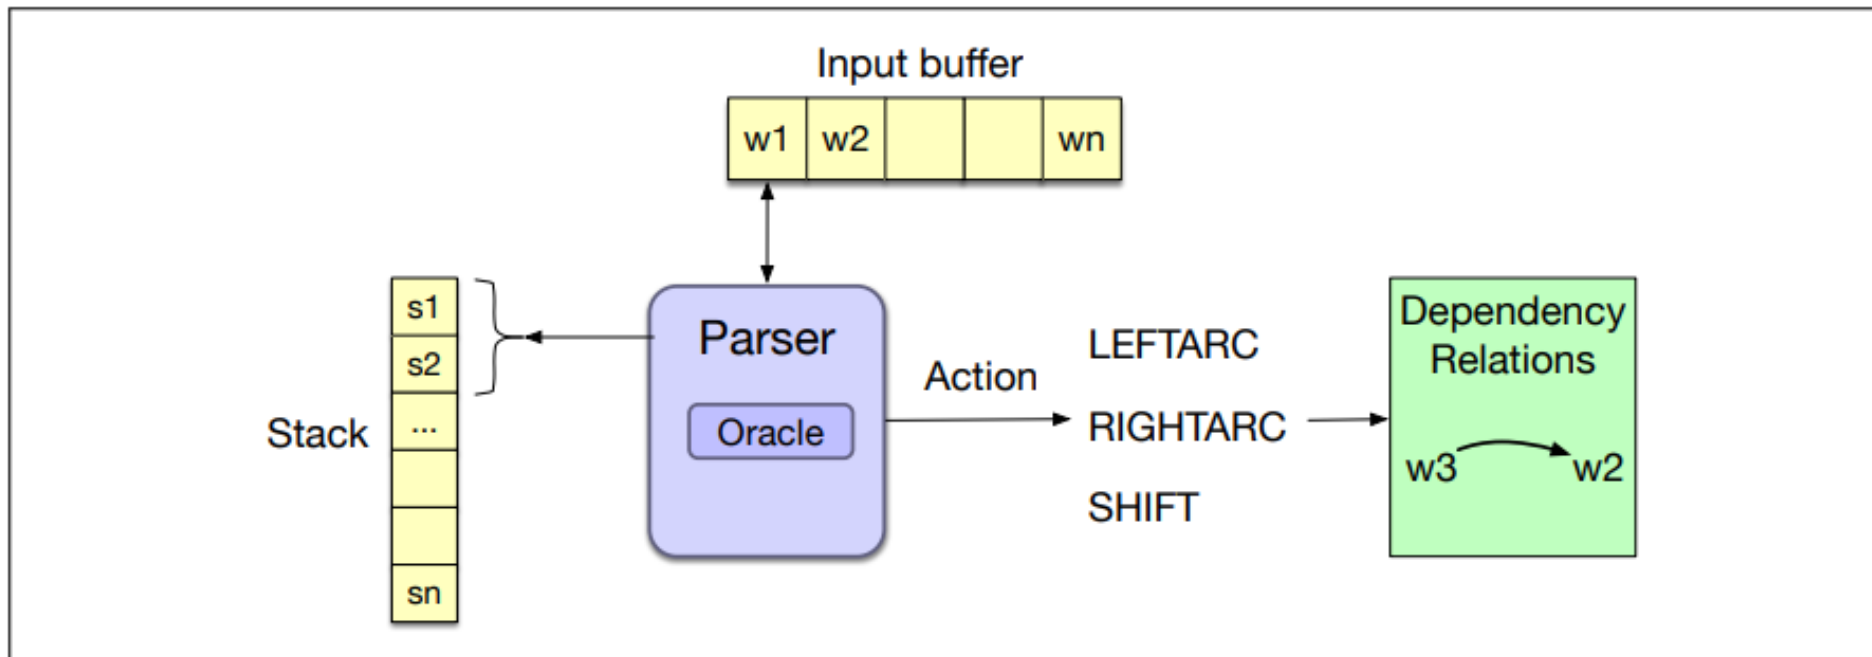 Input buffer
w1 w2 wn
s1
s2
...
sn
Stack
Parser
Oracle
Action
LEFTARC
RIGHTARC
SHIFT
Dependency
Relations
w3 w2